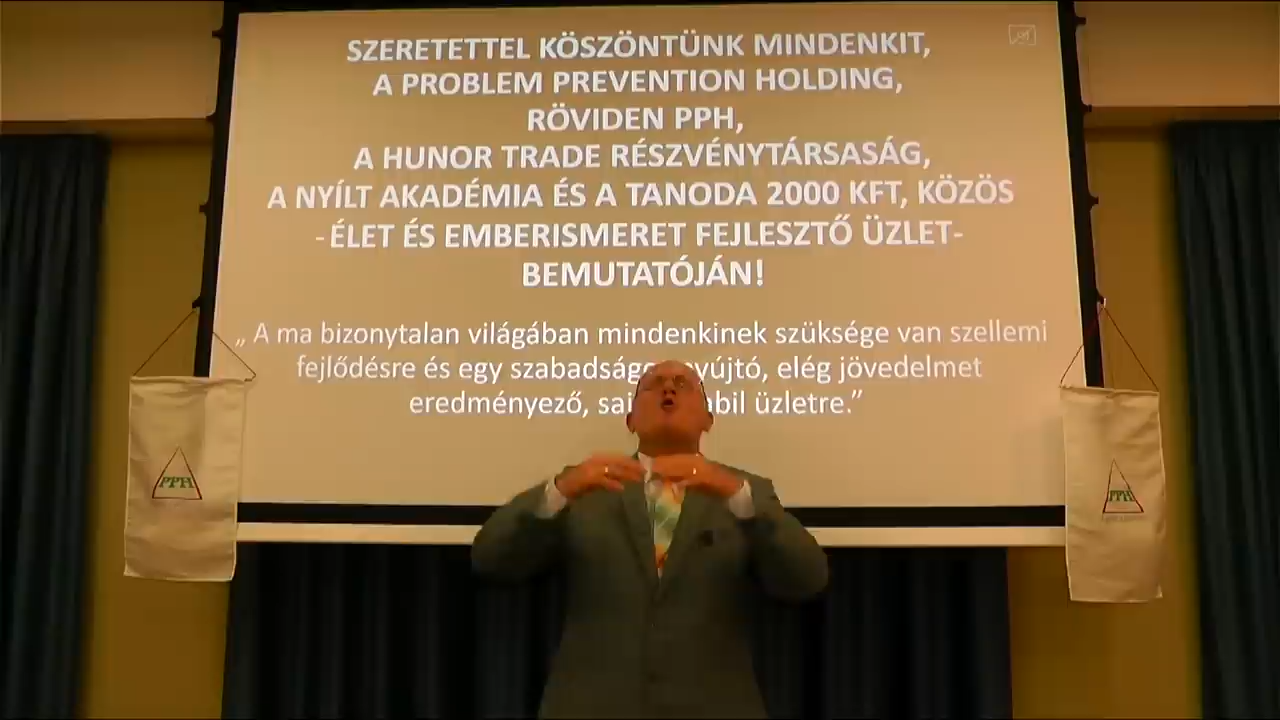 SZERETETTEL KÖSZÖNTÜNK MINDENKIT,
A PROBLEM PREVENTION HOLDING,
RÖVIDEN PPH,
A HUNOR TRADE RÉSZVÉNYTÁRSASÁG,
A NYÍLT AKADÉMIA ÉS A TANODA 2000 KFT, KÖZÖS
-ÉLET ÉS EMBERISMERET FEJLESZTŐ ÜZLET-
BEMUTATÓJÁN!
„ A ma bizonytalan világában mindenkinek szüksége van szellemi
fejlődésre és egy elég jövedelmet
eredményező, üzletre.”
PPH
PPH